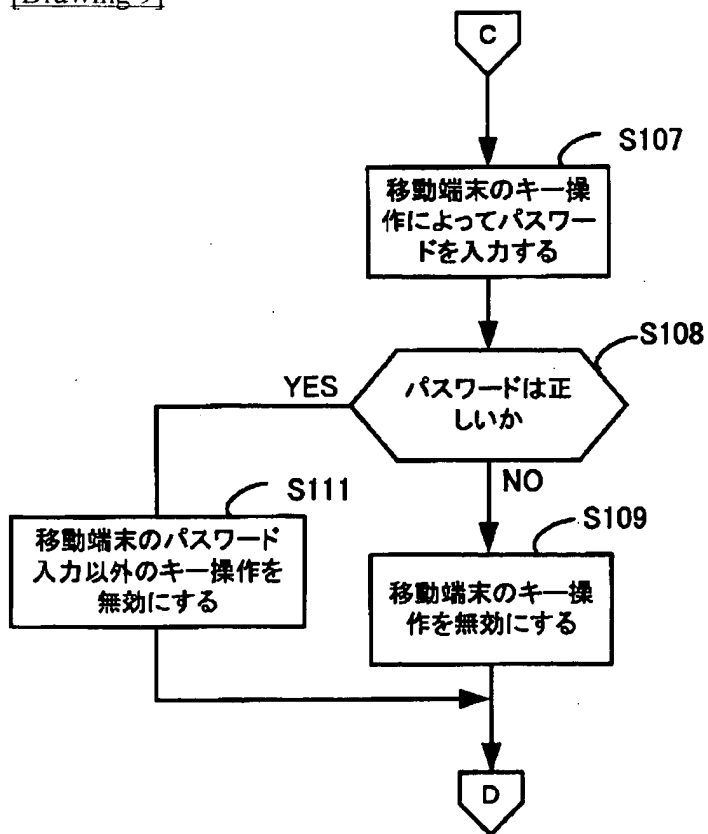 [Drawing 9]
C
S107
移動端末のキー操
作によってパスワー
ドを入力する
S108
パスワードは正
しいか
YES
NO
S111
移動端末のパスワード
入力以外のキー操作を
無効にする
S109
移動端末のキー操
作を無効にする
D